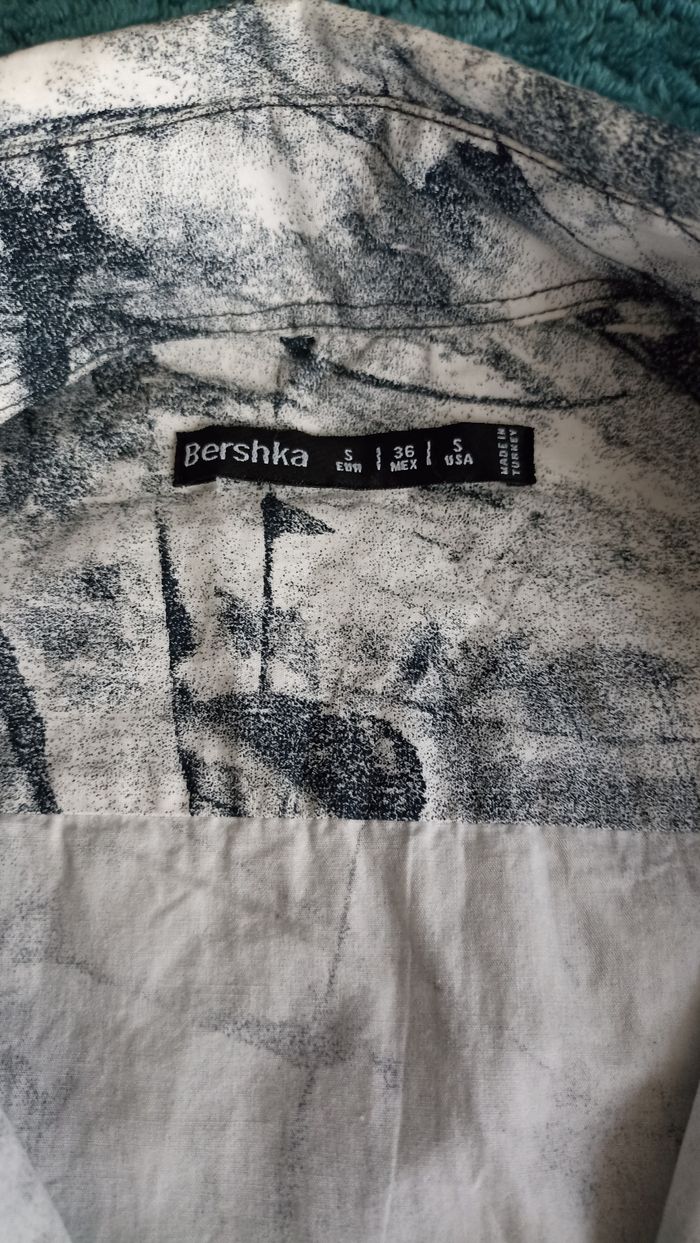 Bershka
S
EUR
36
MEX
S
USA
MADE IN
TURKEY